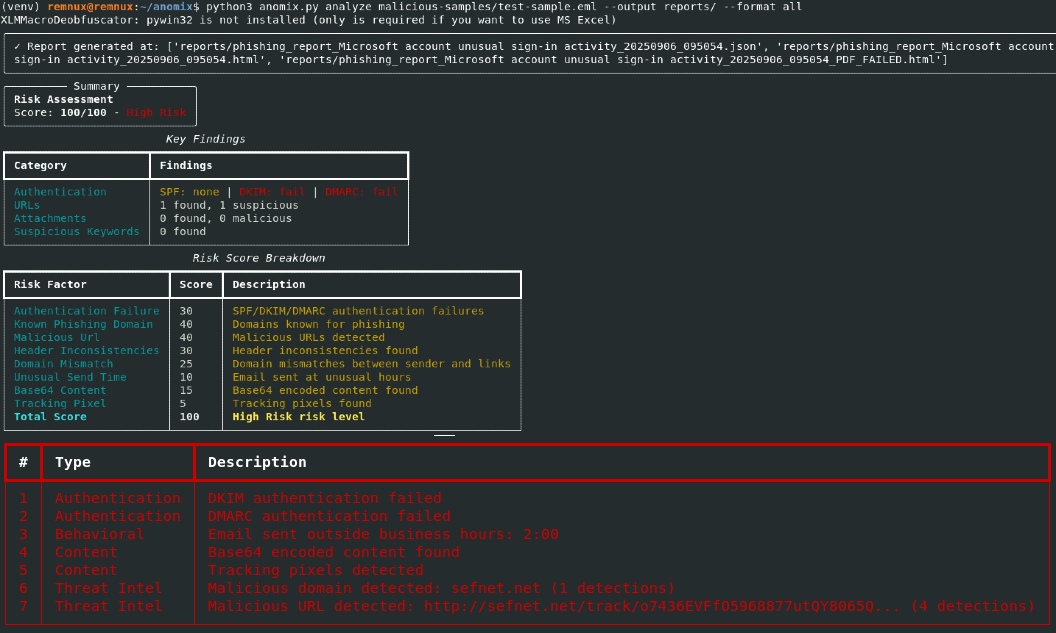 (venv) remnux@remnux:~/anomix$ python3 anomix.py analyze malicious-samples/test-sample.eml --output reports/ --format all
XLMMacroDeobfuscator: pywin32 is not installed (only is required if you want to use MS Excel)
✓ Report generated at: ['reports/phishing_report_Microsoft account unusual sign-in activity_20250906_095054.json', 'reports/phishing_report_Microsoft account
sign-in activity_20250906_095054.html', 'reports/phishing_report_Microsoft account unusual sign-in activity_20250906_095054_PDF_FAILED.html']
Summary
Risk Assessment
Score: 100/100 - High Risk
Key Findings
Category Findings
Authentication SPF: none | DKIM: fail | DMARC: fail
URLs 1 found, 1 suspicious
Attachments 0 found, 0 malicious
Suspicious Keywords 0 found
Risk Score Breakdown
Risk Factor Score Description
Authentication Failure 30 SPF/DKIM/DMARC authentication failures
Known Phishing Domain 40 Domains known for phishing
Malicious Url 40 Malicious URLs detected
Header Inconsistencies 30 Header inconsistencies found
Domain Mismatch 25 Domain mismatches between sender and links
Unusual Send Time 10 Email sent at unusual hours
Base64 Content 15 Base64 encoded content found
Tracking Pixel 5 Tracking pixels found
Total Score 100 High Risk risk level
# Type Description
1 Authentication DKIM authentication failed
2 Authentication DMARC authentication failed
3 Behavioral Email sent outside business hours: 2:00
4 Content Base64 encoded content found
5 Content Tracking pixels detected
6 Threat Intel Malicious domain detected: sefnet.net (1 detections)
7 Threat Intel Malicious URL detected: http://sefnet.net/track/o7436EVFfO5968877utQY8065Q... (4 detections)